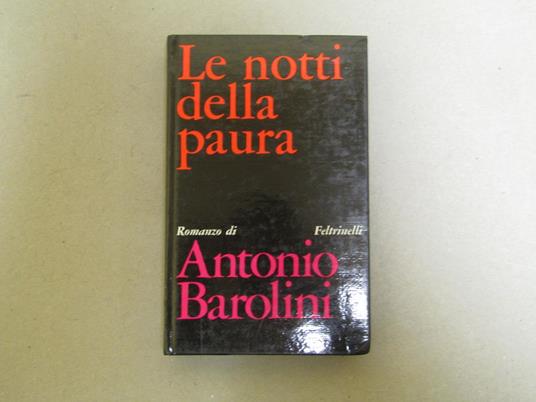 Le notti
della
paura
Romanzo di Feltrinelli
Antonio
Barolini